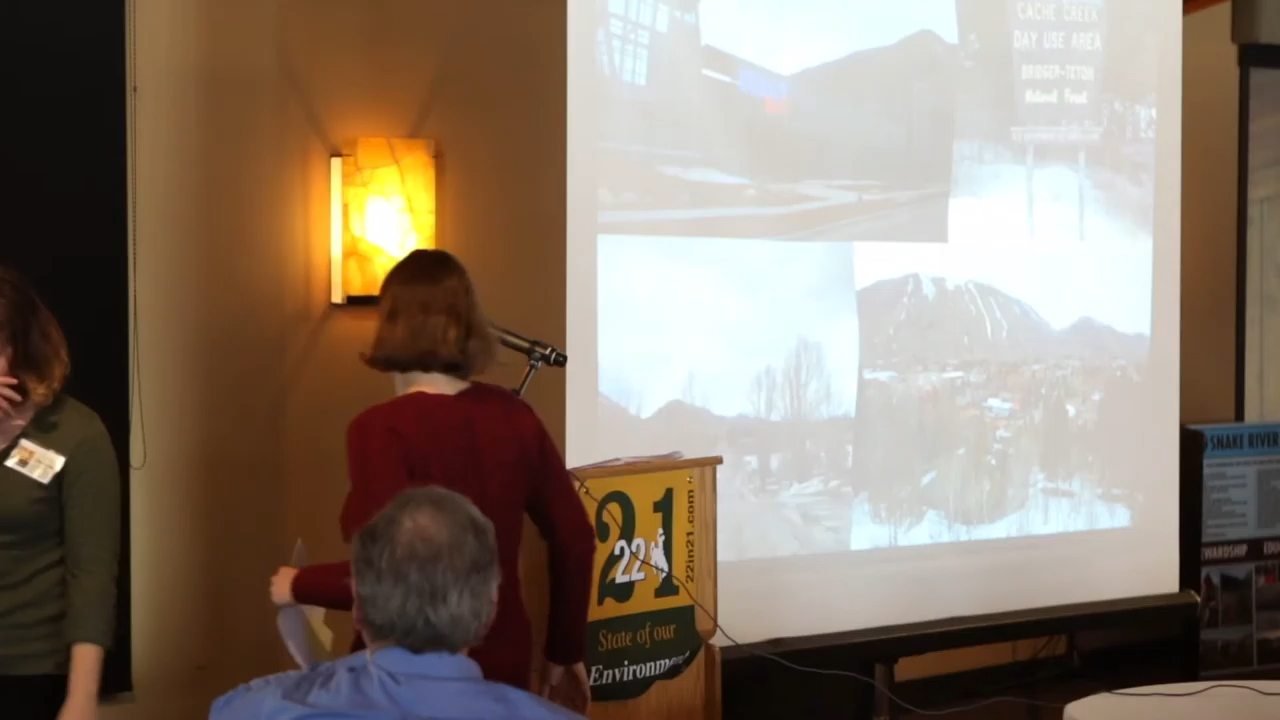 CACHE CREEK
DAY USE AREA
BRIDGER-TETON
National Forest
21
22
22in21.com
State of our
Environme
SNAKE RIVER
EWARDSHIP